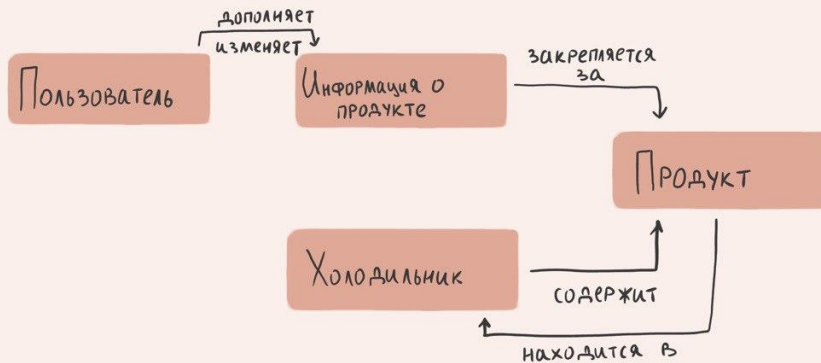 дополняет
изменяет
Пользователь
Информация о
продукте
закрепляется
за
Продукт
Холодильник
содержит
находится в